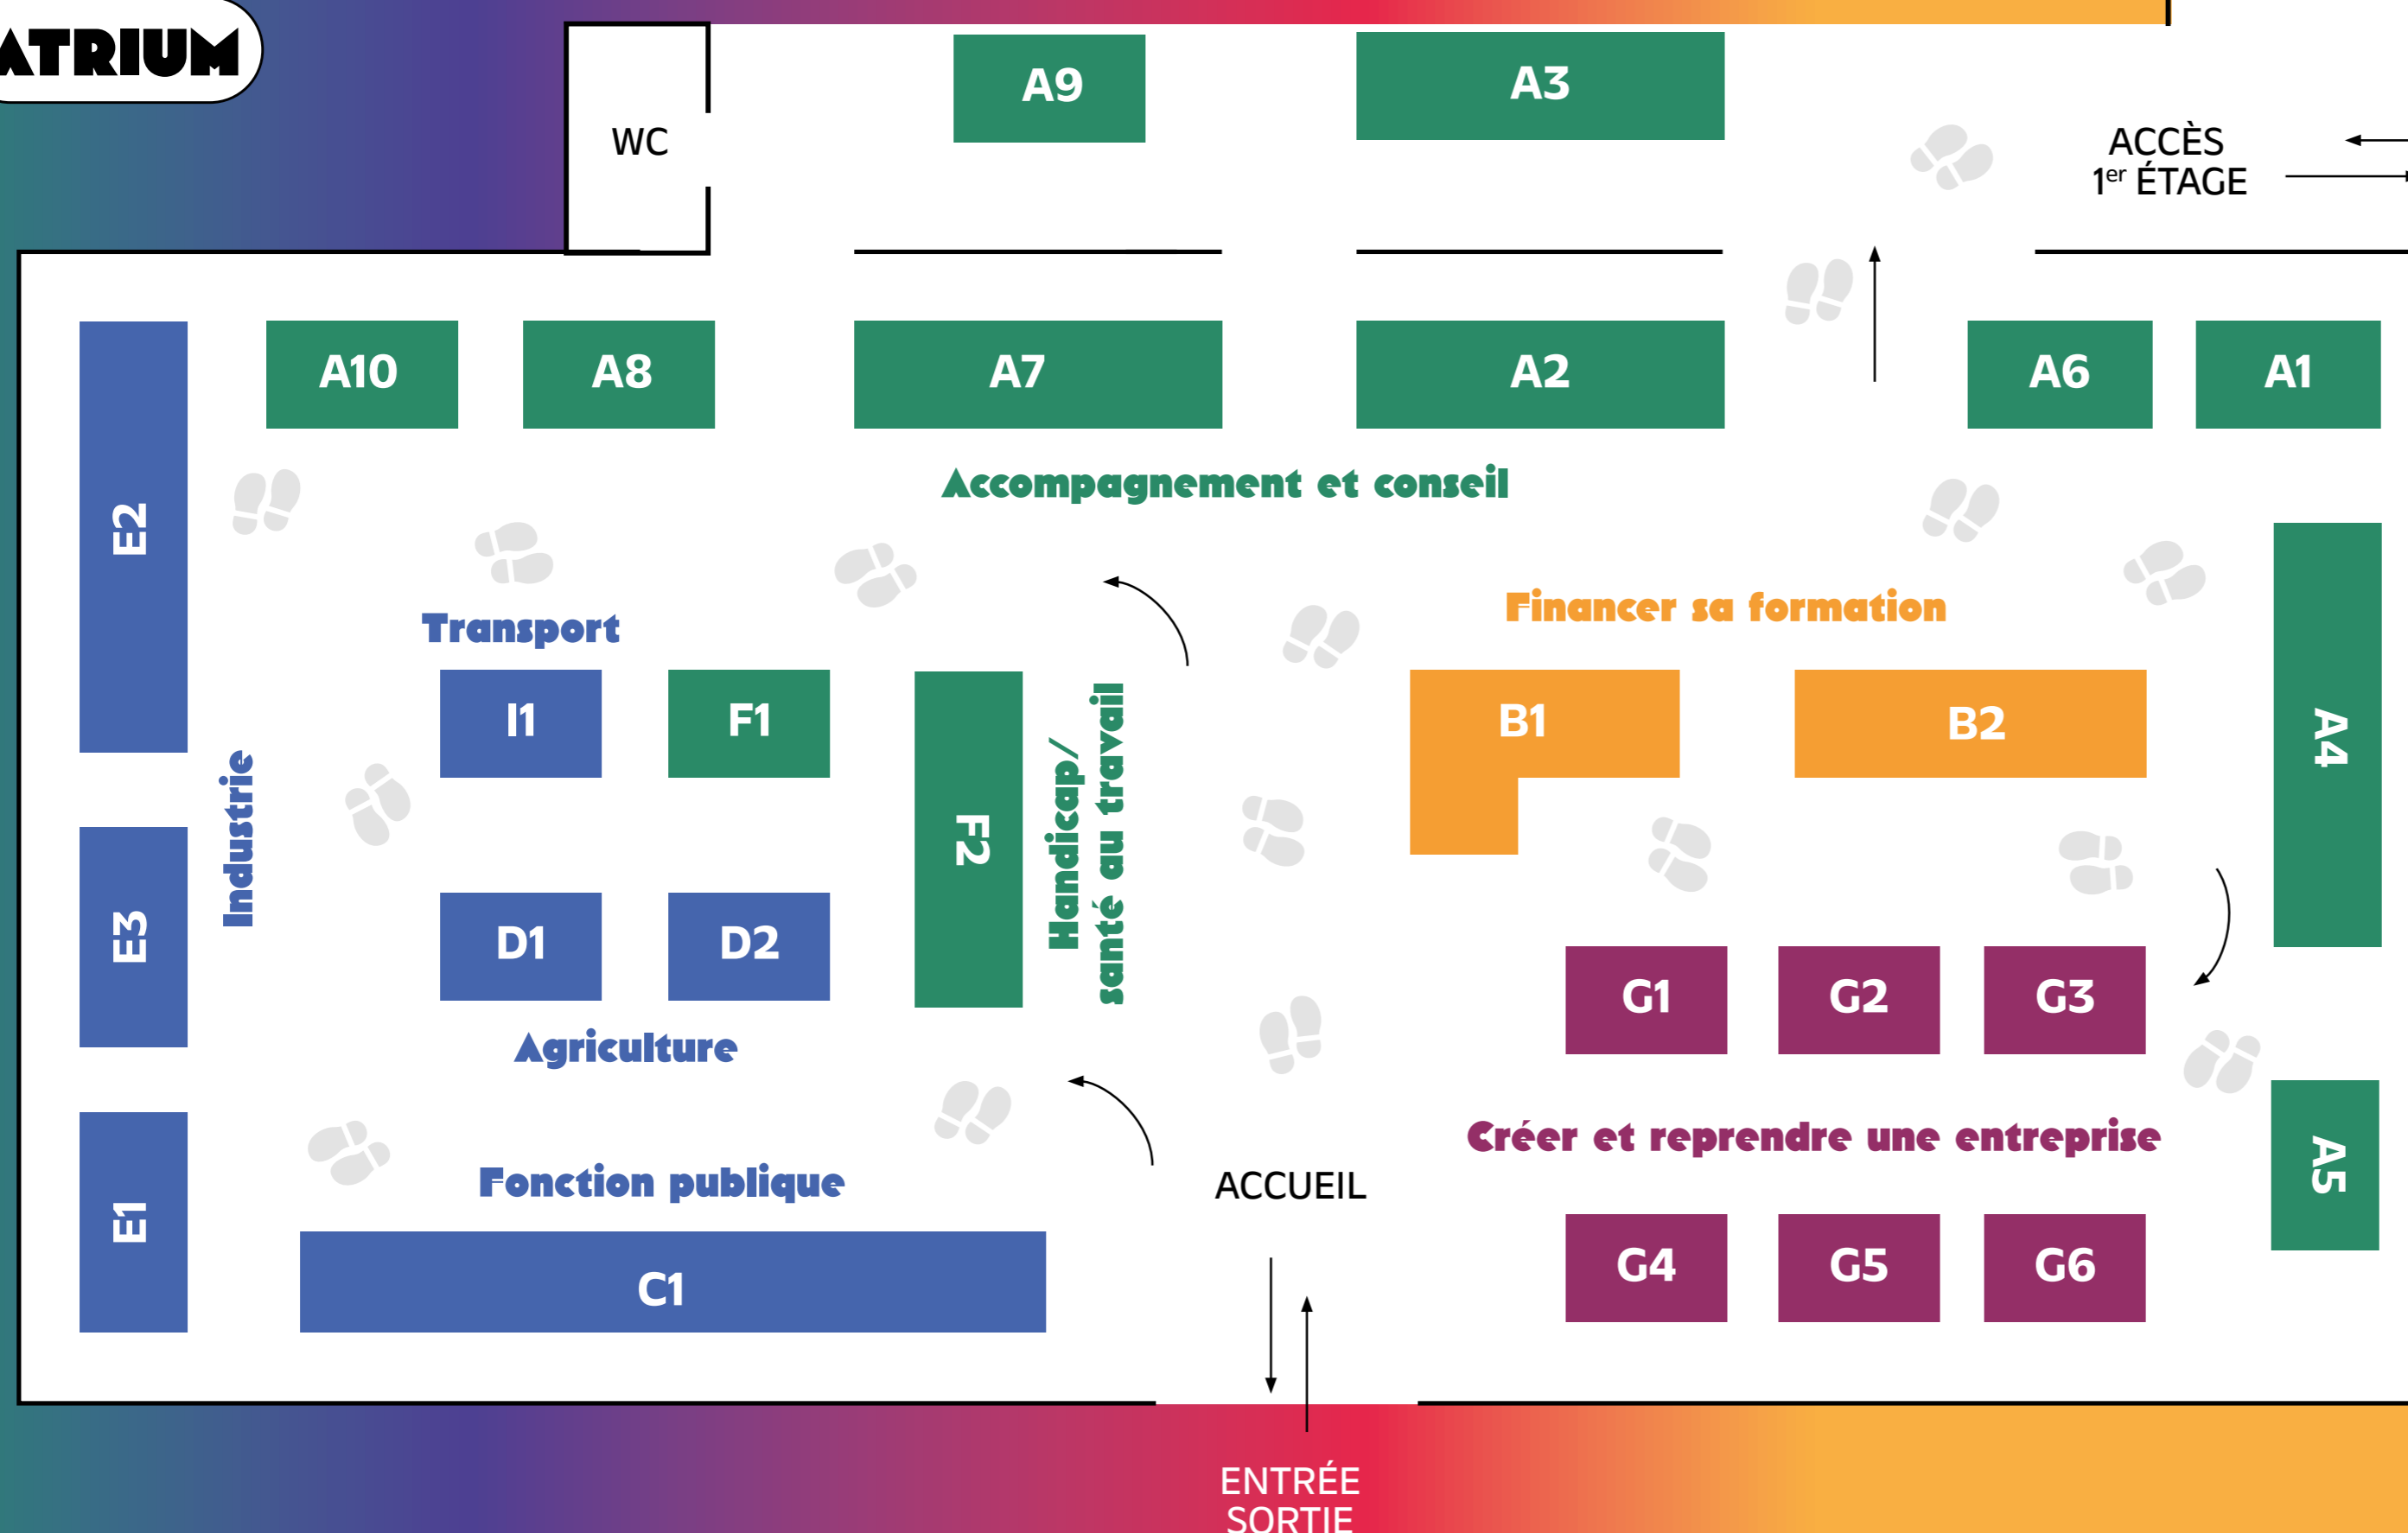 ATRIUM
WC
A9
A3
ACCÈS
1er ÉTAGE
A10
A8
A7
A2
A6
A1
E2
Accompagnement et conseil
Transport
Financer sa formation
I1
F1
F2
Handicap/
santé au travail
B1
B2
A4
Industrie
E3
D1
D2
G1
G2
G3
Agriculture
Créer et reprendre une entreprise
A5
Fonction publique
ACCUEIL
E1
C1
G4
G5
G6
ENTRÉE
SORTIE